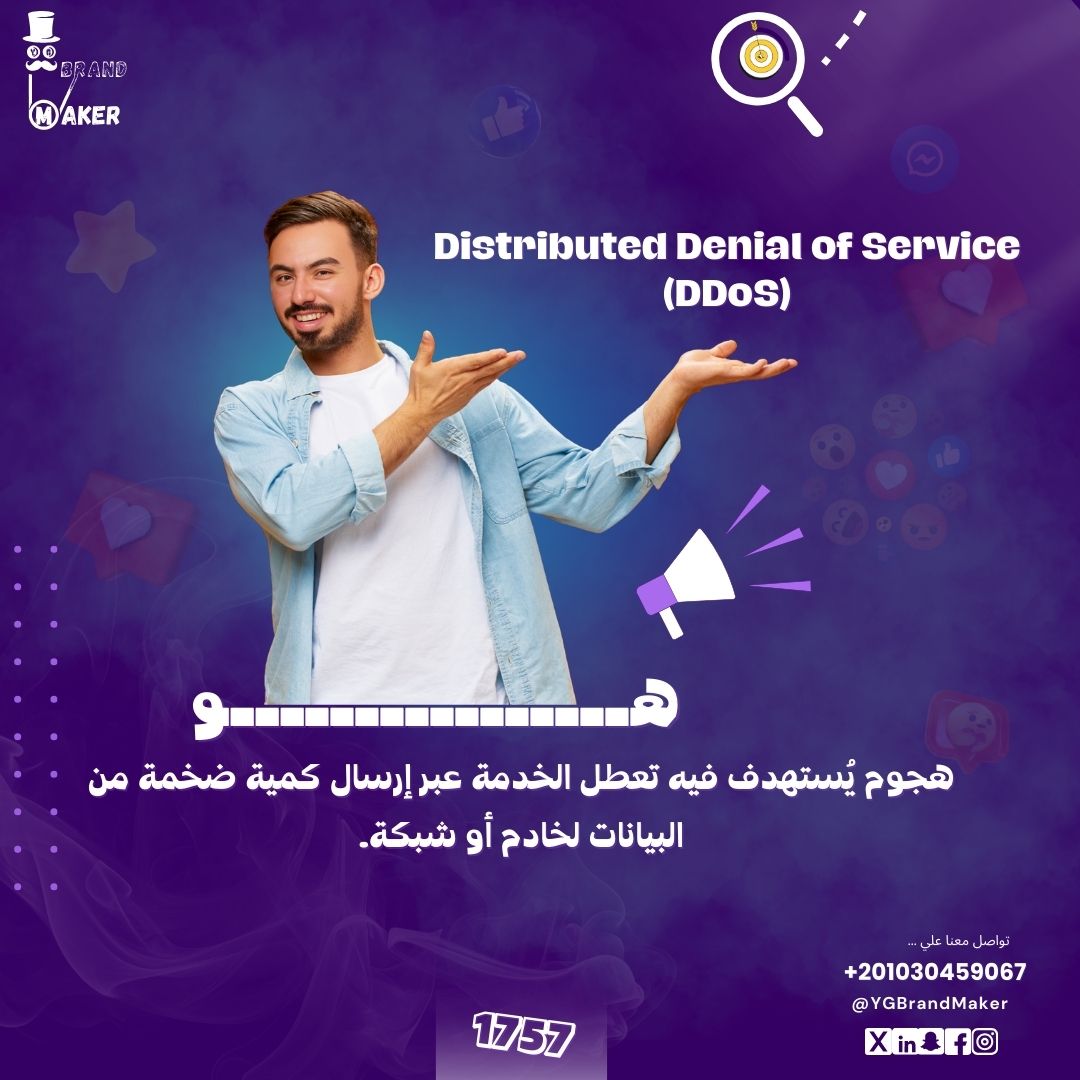 BRAND
MAKER
Distributed Denial of Service
(DDoS)
هـــــــــــــــــو
هجوم يُستهدف فيه تعطل الخدمة عبر إرسال كمية ضخمة من
البيانات لخادم أو شبكة.
تواصل معنا علي ...
+201030459067
@YGBrandMaker
1757